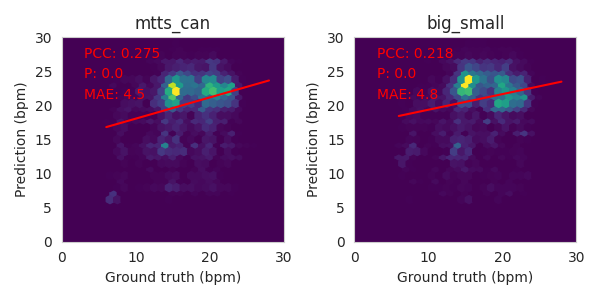 mtts_can
30
25
20
15
10
5
0
Prediction (bpm)
PCC: 0.275
P: 0.0
MAE: 4.5
0
10
20
30
Ground truth (bpm)
big_small
30
25
20
15
10
5
0
Prediction (bpm)
PCC: 0.218
P: 0.0
MAE: 4.8
0
10
20
30
Ground truth (bpm)